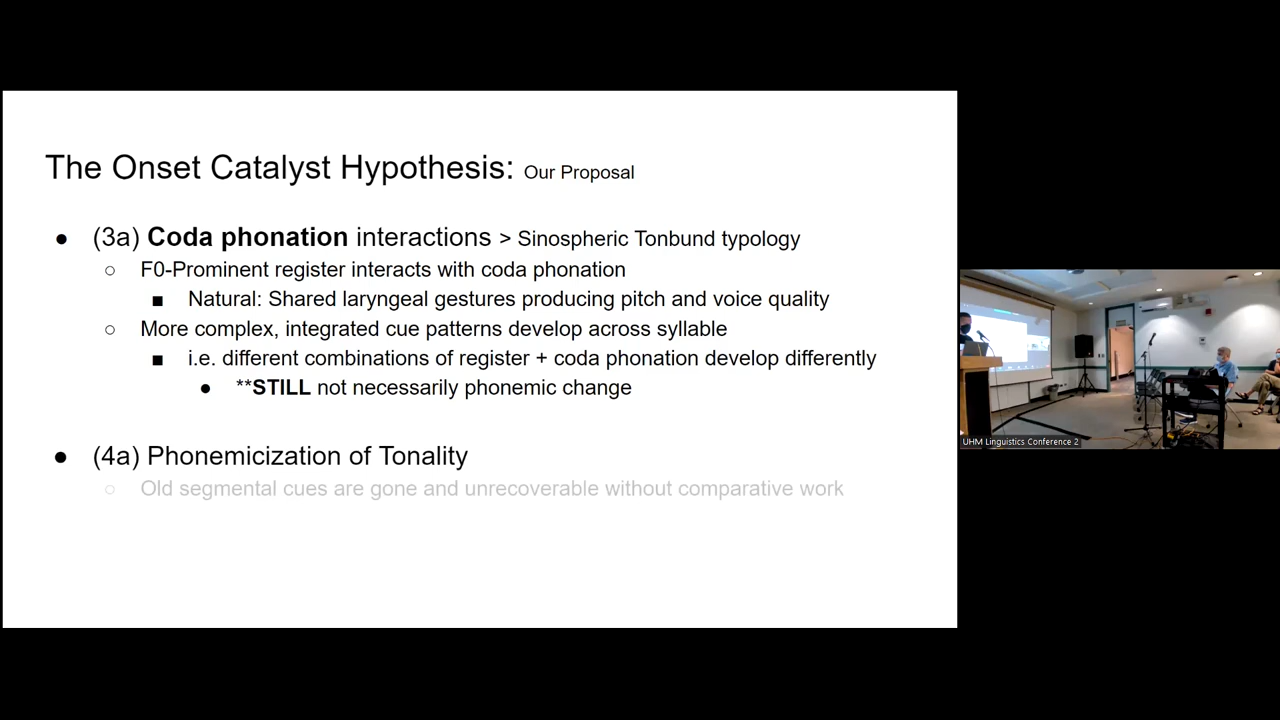 The Onset Catalyst Hypothesis: Our Proposal
● (3a) Coda phonation interactions > Sinospheric Tonbund typology
○ F0-Prominent register interacts with coda phonation
■ Natural: Shared laryngeal gestures producing pitch and voice quality
○ More complex, integrated cue patterns develop across syllable
■ i.e. different combinations of register + coda phonation develop differently
● **STILL not necessarily phonemic change
● (4a) Phonemicization of Tonality
○ Old segmental cues are gone and unrecoverable without comparative work
UHM Linguistics Conference 2